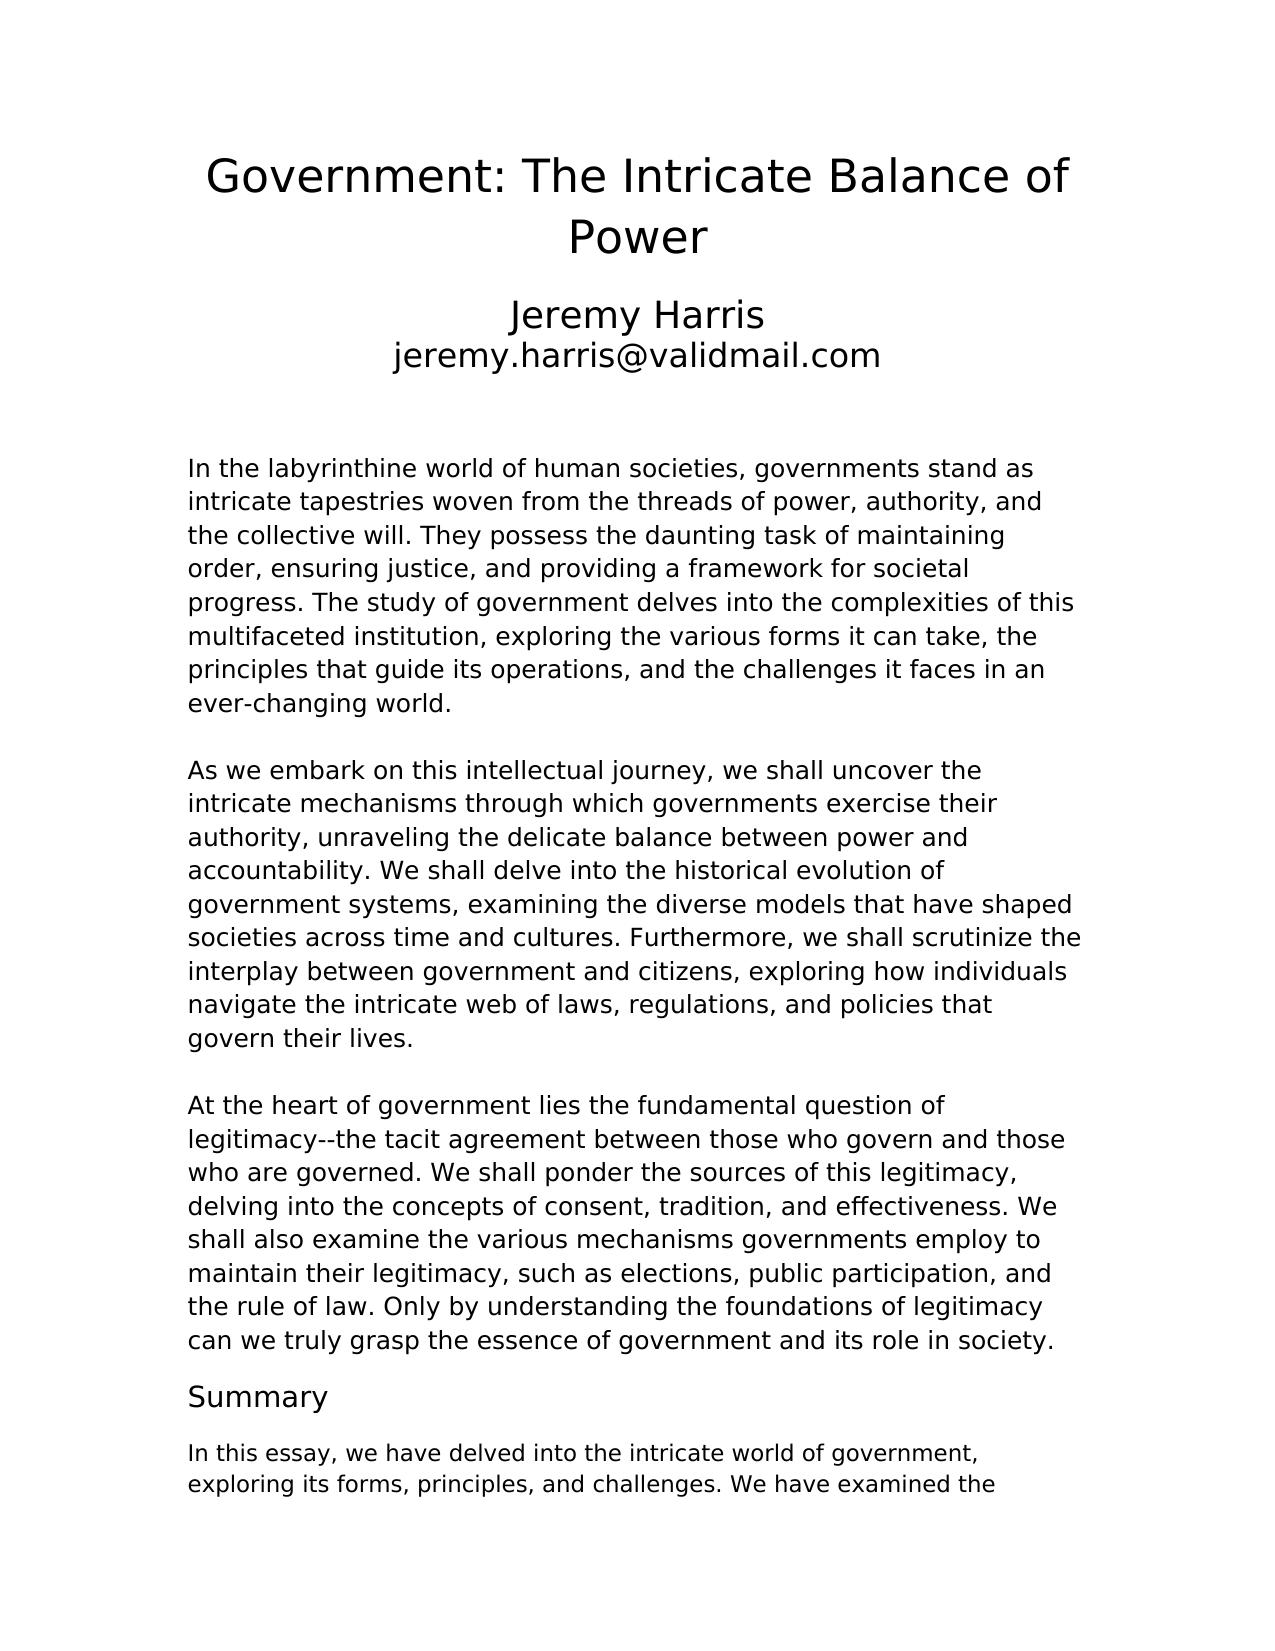 Government: The Intricate Balance of
Power
Jeremy Harris
jeremy.harris@validmail.com
In the labyrinthine world of human societies, governments stand as
intricate tapestries woven from the threads of power, authority, and
the collective will. They possess the daunting task of maintaining
order, ensuring justice, and providing a framework for societal
progress. The study of government delves into the complexities of this
multifaceted institution, exploring the various forms it can take, the
principles that guide its operations, and the challenges it faces in an
ever-changing world.
As we embark on this intellectual journey, we shall uncover the
intricate mechanisms through which governments exercise their
authority, unraveling the delicate balance between power and
accountability. We shall delve into the historical evolution of
government systems, examining the diverse models that have shaped
societies across time and cultures. Furthermore, we shall scrutinize the
interplay between government and citizens, exploring how individuals
navigate the intricate web of laws, regulations, and policies that
govern their lives.
At the heart of government lies the fundamental question of
legitimacy--the tacit agreement between those who govern and those
who are governed. We shall ponder the sources of this legitimacy,
delving into the concepts of consent, tradition, and effectiveness. We
shall also examine the various mechanisms governments employ to
maintain their legitimacy, such as elections, public participation, and
the rule of law. Only by understanding the foundations of legitimacy
can we truly grasp the essence of government and its role in society.
Summary
In this essay, we have delved into the intricate world of government,
exploring its forms, principles, and challenges. We have examined the